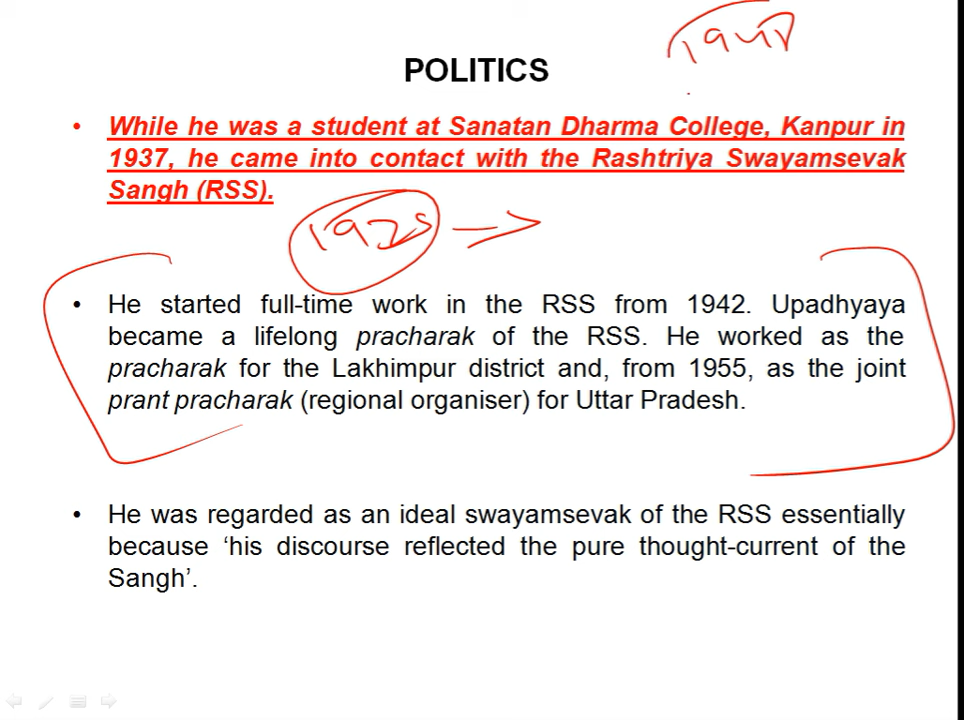 POLITICS
• While he was a student at Sanatan Dharma College, Kanpur in
1937, he came into contact with the Rashtriya Swayamsevak
Sangh (RSS).
1925
• He started full-time work in the RSS from 1942. Upadhyaya
became a lifelong pracharak of the RSS. He worked as the
pracharak for the Lakhimpur district and, from 1955, as the joint
prant pracharak (regional organiser) for Uttar Pradesh.
• He was regarded as an ideal swayamsevak of the RSS essentially
because ‘his discourse reflected the pure thought-current of the
Sangh’.